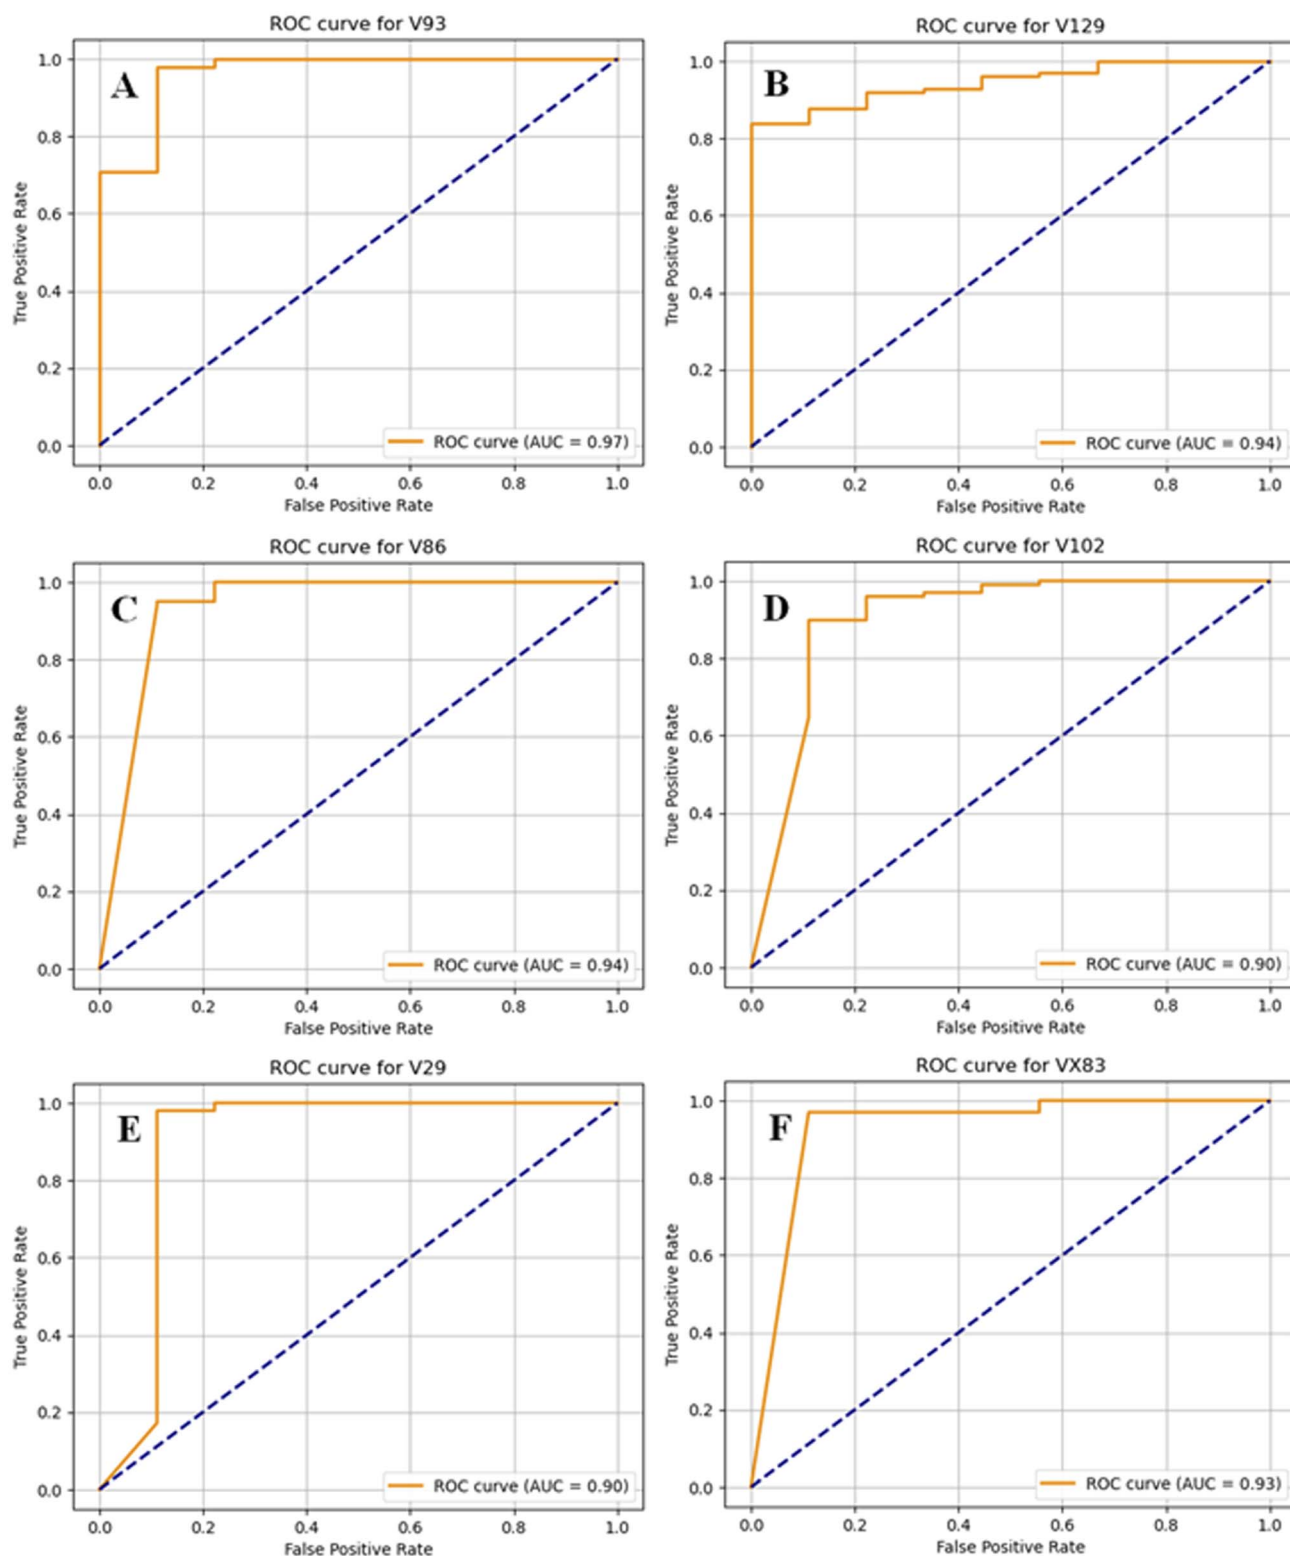 ROC curve for V93
A
1.0
0.8
0.6
0.4
0.2
0.0
True Positive Rate
ROC curve (AUC = 0.97)
0.0 0.2 0.4 0.6 0.8 1.0
False Positive Rate
ROC curve for V129
B
1.0
0.8
0.6
0.4
0.2
0.0
True Positive Rate
ROC curve (AUC = 0.94)
0.0 0.2 0.4 0.6 0.8 1.0
False Positive Rate
ROC curve for V86
C
1.0
0.8
0.6
0.4
0.2
0.0
True Positive Rate
ROC curve (AUC = 0.94)
0.0 0.2 0.4 0.6 0.8 1.0
False Positive Rate
ROC curve for V102
D
1.0
0.8
0.6
0.4
0.2
0.0
True Positive Rate
ROC curve (AUC = 0.90)
0.0 0.2 0.4 0.6 0.8 1.0
False Positive Rate
ROC curve for V29
E
1.0
0.8
0.6
0.4
0.2
0.0
True Positive Rate
ROC curve (AUC = 0.90)
0.0 0.2 0.4 0.6 0.8 1.0
False Positive Rate
ROC curve for VX83
F
1.0
0.8
0.6
0.4
0.2
0.0
True Positive Rate
ROC curve (AUC = 0.93)
0.0 0.2 0.4 0.6 0.8 1.0
False Positive Rate